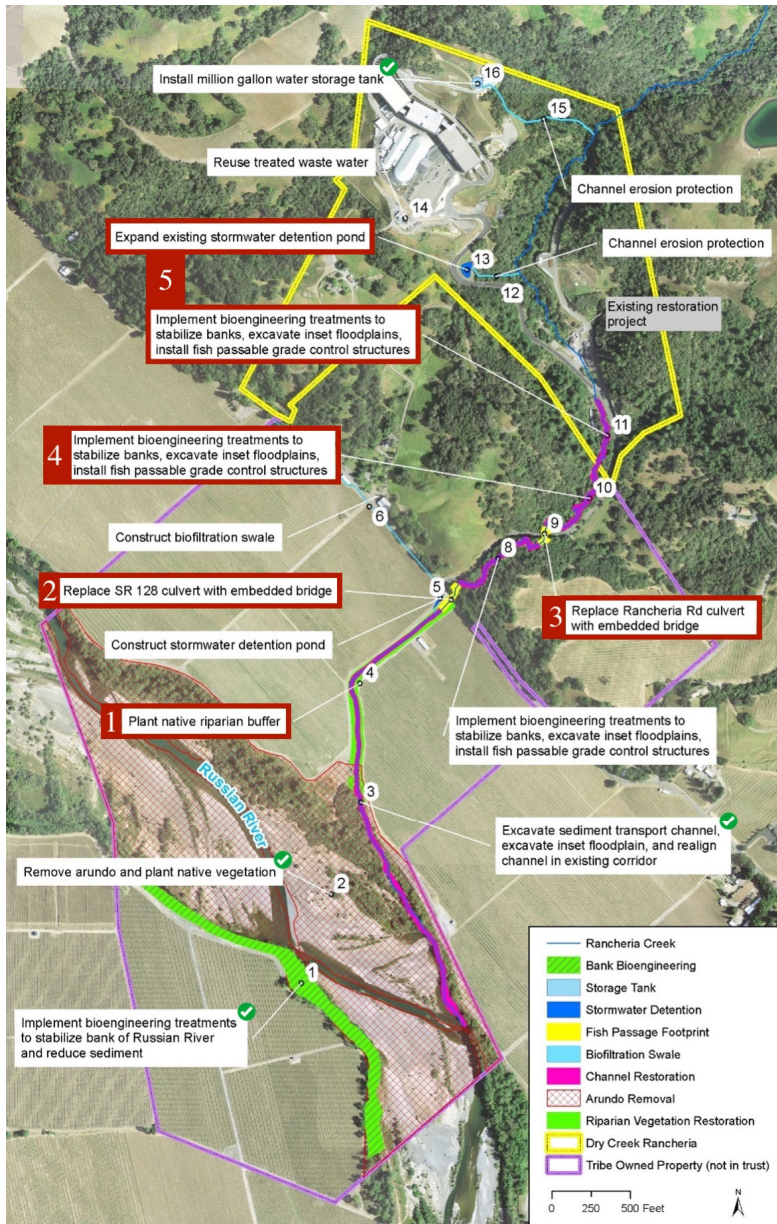 Install million gallon water storage tank
16
15
Reuse treated waste water
Channel erosion protection
14
Expand existing stormwater detention pond
13
Channel erosion protection
5
12
Implement bioengineering treatments to
stabilize banks, excavate inset floodplains,
install fish passable grade control structures
Existing restoration
project
11
4
Implement bioengineering treatments to
stabilize banks, excavate inset floodplains,
install fish passable grade control structures
10
6
9
Construct biofiltration swale
8
2
Replace SR 128 culvert with embedded bridge
5
3
Replace Rancheria Rd culvert
with embedded bridge
Construct stormwater detention pond
4
1
Plant native riparian buffer
Implement bioengineering treatments to
stabilize banks, excavate inset floodplains,
install fish passable grade control structures
Russian River
3
Excavate sediment transport channel,
excavate inset floodplain, and realign
channel in existing corridor
Remove arundo and plant native vegetation
2
1
Implement bioengineering treatments
to stabilize bank of Russian River
and reduce sediment
Rancheria Creek
Bank Bioengineering
Storage Tank
Stormwater Detention
Fish Passage Footprint
Biofiltration Swale
Channel Restoration
Arundo Removal
Riparian Vegetation Restoration
Dry Creek Rancheria
Tribe Owned Property (not in trust)
0 250 500 Feet
N